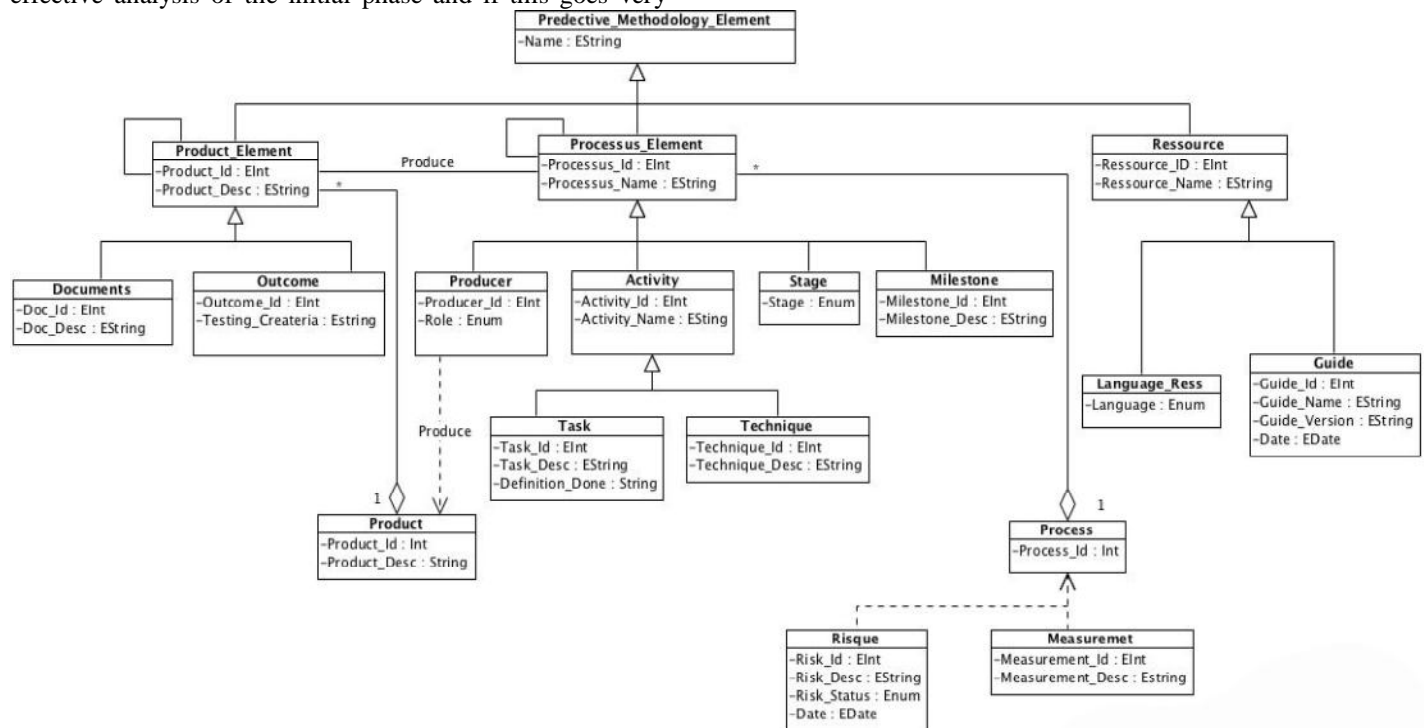 effective analysis of the initial phase and if this goes very
Predective_Methodology_Element
-Name : EString
Product_Element
-Product_Id : EInt
-Product_Desc : EString
Produce
Processus_Element
-Processus_Id : EInt
-Processus_Name : EString
Ressource
-Ressource_ID : EInt
-Ressource_Name : EString
*
*
Documents
-Doc_Id : EInt
-Doc_Desc : EString
Outcome
-Outcome_Id : EInt
-Testing_Createria : Estring
Producer
-Producer_Id : EInt
-Role : Enum
Activity
-Activity_Id : EInt
-Activity_Name : ESting
Stage
-Stage : Enum
Milestone
-Milestone_Id : EInt
-Milestone_Desc : EString
Language_Ress
-Language : Enum
Guide
-Guide_Id : EInt
-Guide_Name : EString
-Guide_Version : EString
-Date : EDate
Produce
Task
-Task_Id : EInt
-Task_Desc : EString
-Definition_Done : String
Technique
-Technique_Id : EInt
-Technique_Desc : EString
1
1
Product
-Product_Id : Int
-Product_Desc : String
Process
-Process_Id : Int
Risque
-Risk_Id : EInt
-Risk_Desc : EString
-Risk_Status : Enum
-Date : EDate
Measuremet
-Measurement_Id : EInt
-Measurement_Desc : Estring